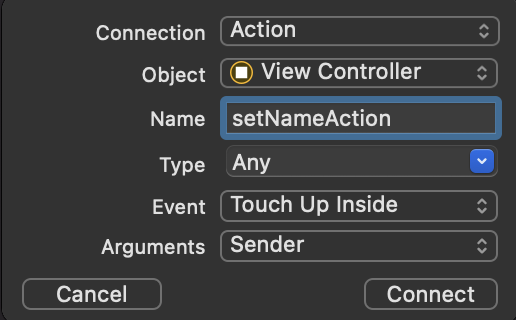 Connection Action
Object View Controller
Name setNameAction
Type Any
Event Touch Up Inside
Arguments Sender
Cancel Connect